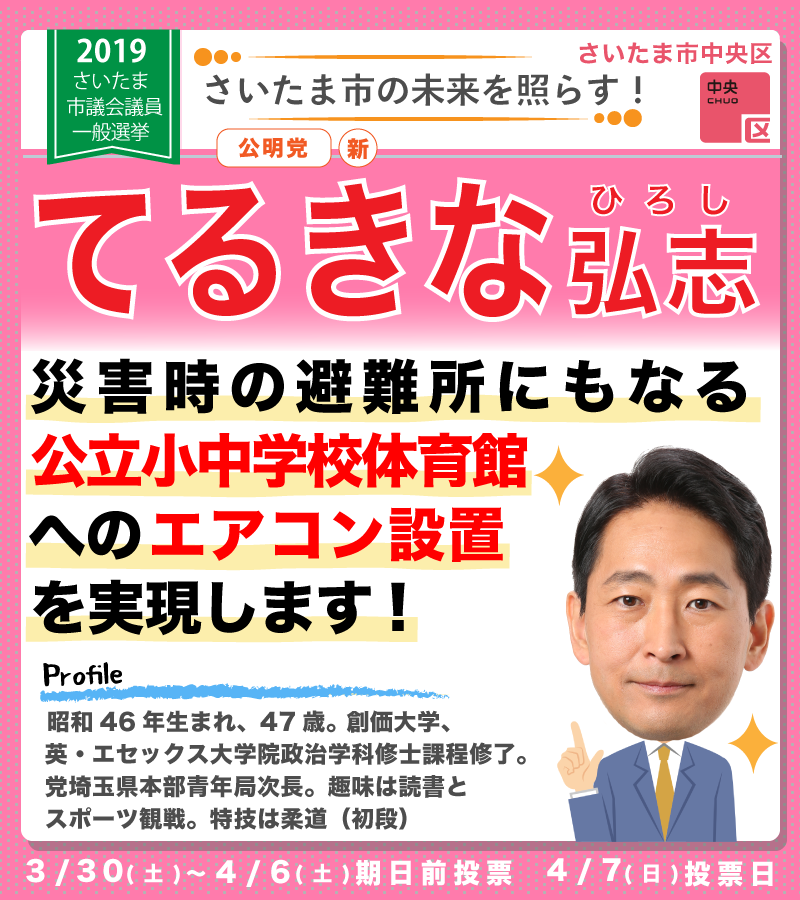 2019
さいたま
市議会議員
一般選挙
さいたま市の未来を照らす！
さいたま市中央区
中央
CHUO
区
公明党 新
ひろし
てるきな弘志
災害時の避難所にもなる
公立小中学校体育館
へのエアコン設置
を実現します！
Profile
昭和46年生まれ、47歳。創価大学、
英・エセックス大学院政治学科修士課程修了。
党埼玉県本部青年局次長。趣味は読書と
スポーツ観戦。特技は柔道（初段）
3/30(土)～4/6(土)期日前投票 4/7(日)投票日